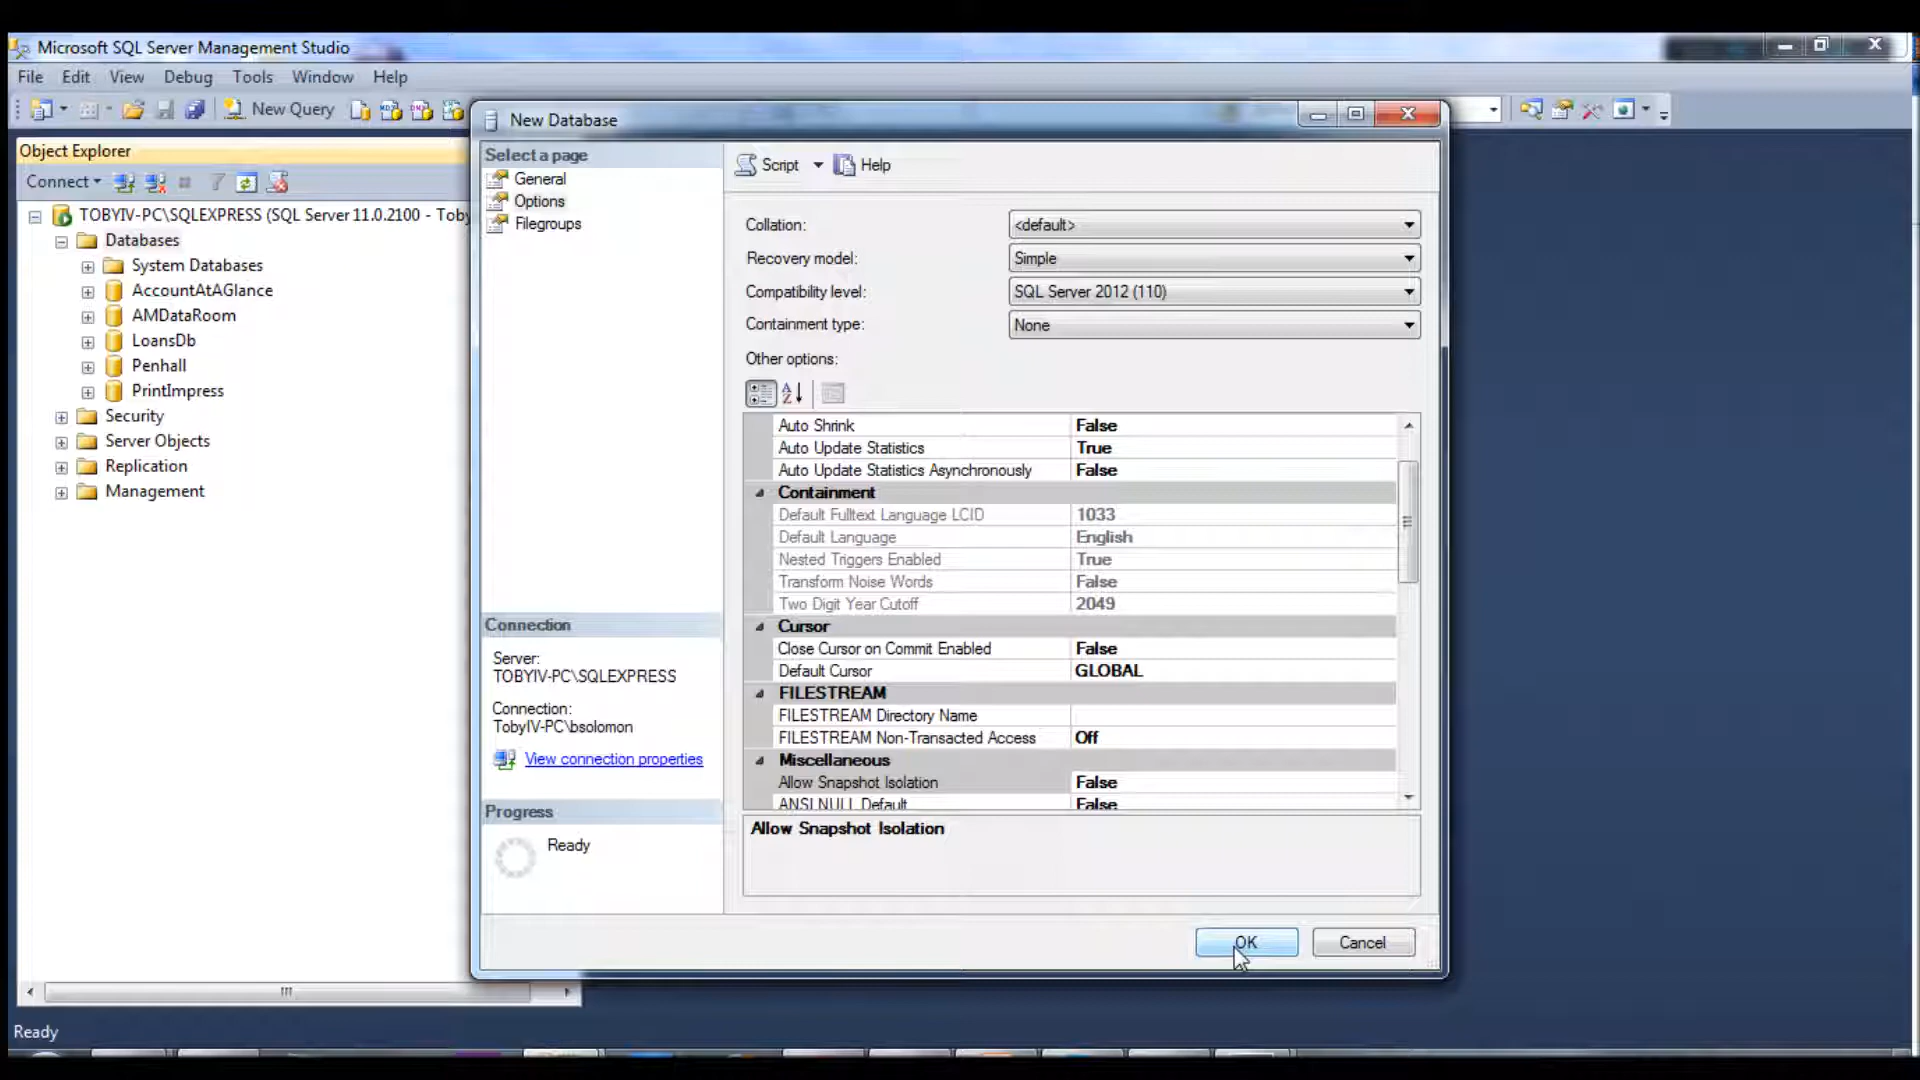 Microsoft SQL Server Management Studio
File Edit View Debug Tools Window Help
New Query
Object Explorer
Connect
TOBYIV-PC\SQLEXPRESS (SQL Server 11.0.2100 - Toby
Databases
System Databases
AccountAtAGlance
AMDataRoom
LoansDb
Penhall
PrintImpress
Security
Server Objects
Replication
Management
Ready
New Database
Select a page
General
Options
Filegroups
Connection
Server:
TOBYIV-PC\SQLEXPRESS
Connection:
TobyIV-PC\bsolomon
View connection properties
Progress
Ready
Script Help
Collation: <default>
Recovery model: Simple
Compatibility level: SQL Server 2012 (110)
Containment type: None
Other options:
Auto Shrink False
Auto Update Statistics True
Auto Update Statistics Asynchronously False
Containment
Default Fulltext Language LCID 1033
Default Language English
Nested Triggers Enabled True
Transform Noise Words False
Two Digit Year Cutoff 2049
Cursor
Close Cursor on Commit Enabled False
Default Cursor GLOBAL
FILESTREAM
FILESTREAM Directory Name
FILESTREAM Non-Transacted Access Off
Miscellaneous
Allow Snapshot Isolation False
ANSI NULL Default False
Allow Snapshot Isolation
OK Cancel